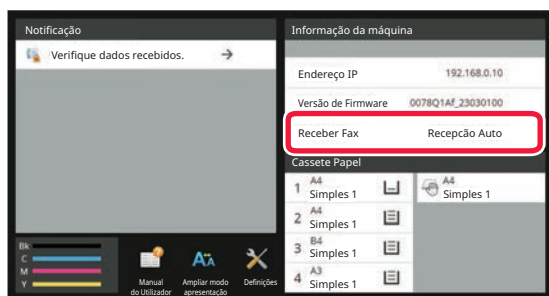 Notificação
Verifique dados recebidos.
Informação da máquina
Endereço IP 192.168.0.10
Versão de Firmware 0078Q1Af_23030100
Receber Fax Recepcão Auto
Cassete Papel
1 A4
Simples 1
A4
Simples 1
2 A4
Simples 1
3 B4
Simples 1
4 A3
Simples 1
Bk
C
M
Y
Manual
do Utilizador
AA
Ampliar modo
apresentação
Definições